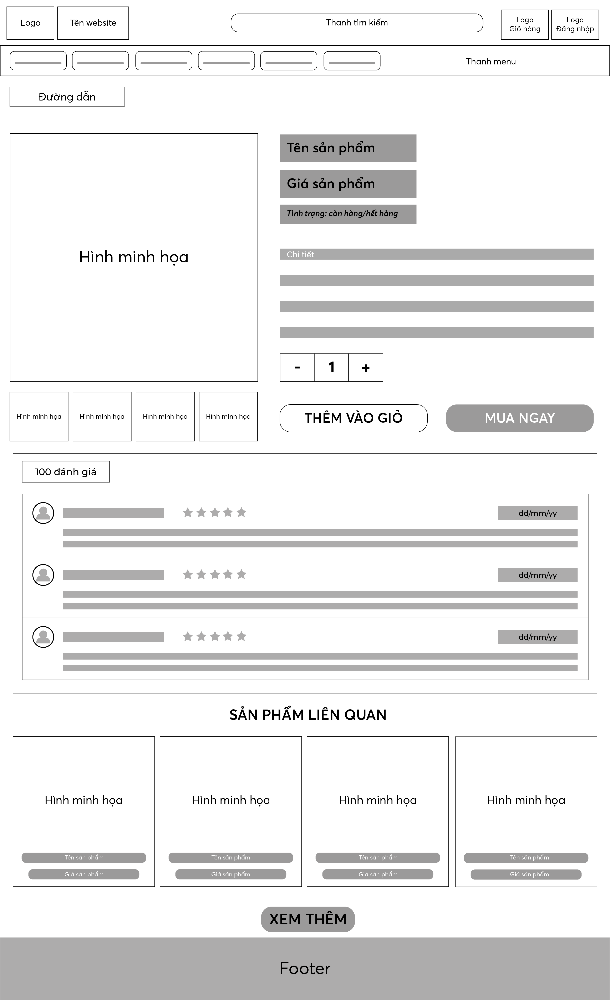 Logo
Tên website
Thanh tìm kiếm
Logo
Giỏ hàng
Logo
Đăng nhập
Thanh menu
Đường dẫn
Hình minh họa
Tên sản phẩm
Giá sản phẩm
Tình trạng: còn hàng/hết hàng
Chi tiết
- 1 +
Hình minh họa
Hình minh họa
Hình minh họa
Hình minh họa
THÊM VÀO GIỎ
MUA NGAY
100 đánh giá
dd/mm/yy
dd/mm/yy
dd/mm/yy
SẢN PHẨM LIÊN QUAN
Hình minh họa
Tên sản phẩm
Giá sản phẩm
Hình minh họa
Tên sản phẩm
Giá sản phẩm
Hình minh họa
Tên sản phẩm
Giá sản phẩm
Hình minh họa
Tên sản phẩm
Giá sản phẩm
XEM THÊM
Footer